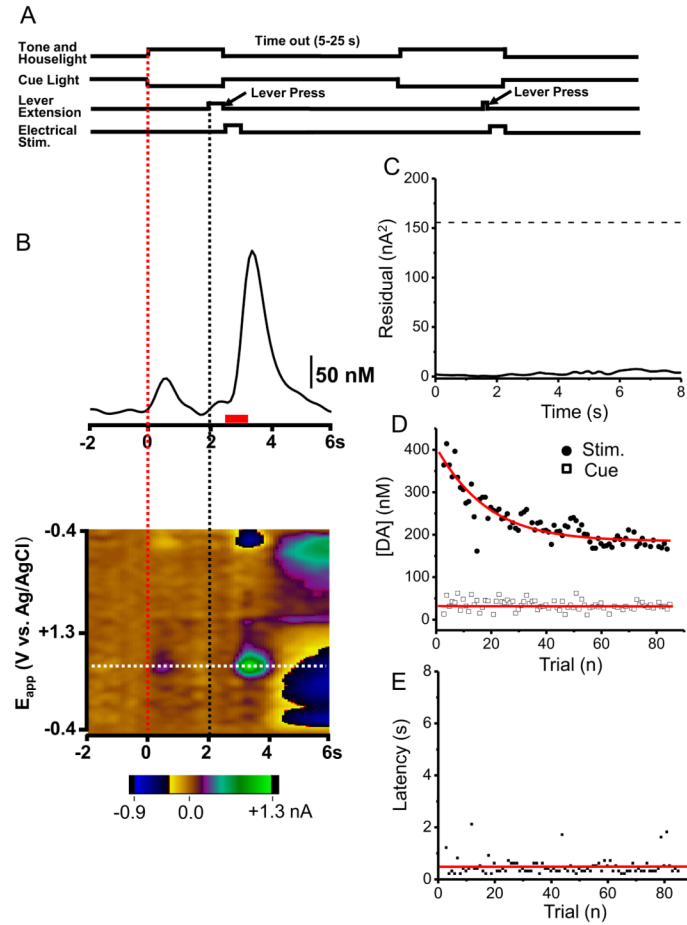 A
Tone and
Houselight
Time out (5-25 s)
Cue Light
Lever
Extension
Lever Press
Lever Press
Electrical
Stim.
B
50 nM
-2 0 2 4 6s
-0.4
+1.3
-0.4
E_app (V vs. Ag/AgCl)
-2 0 2 4 6s
-0.9 0.0 +1.3 nA
C
Residual (nA²)
200
150
100
50
0
0 2 4 6 8
Time (s)
D
[DA] (nM)
400
300
200
100
0
Stim.
Cue
0 20 40 60 80
Trial (n)
E
Latency (s)
8
6
4
2
0
0 20 40 60 80
Trial (n)